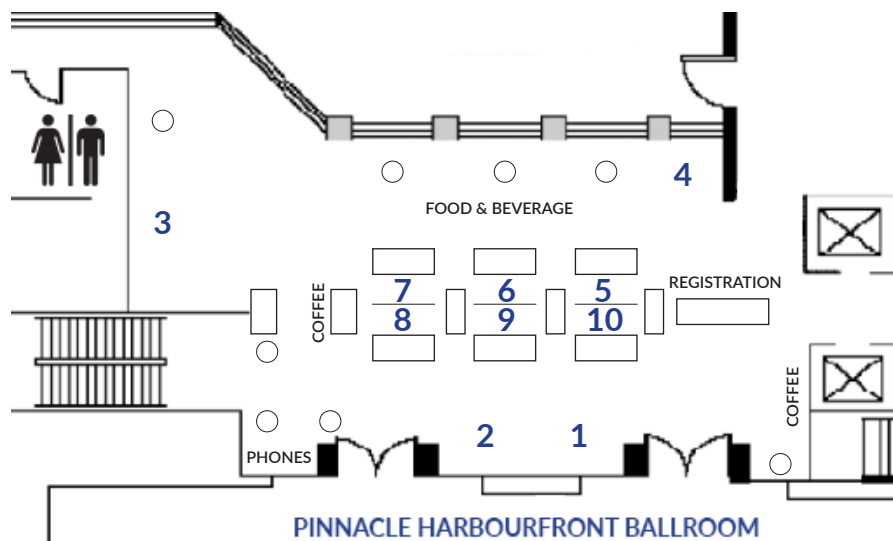 4
3
FOOD & BEVERAGE
REGISTRATION
COFFEE
7
6
5
8
9
10
COFFEE
2
1
PHONES
PINNACLE HARBOURFRONT BALLROOM